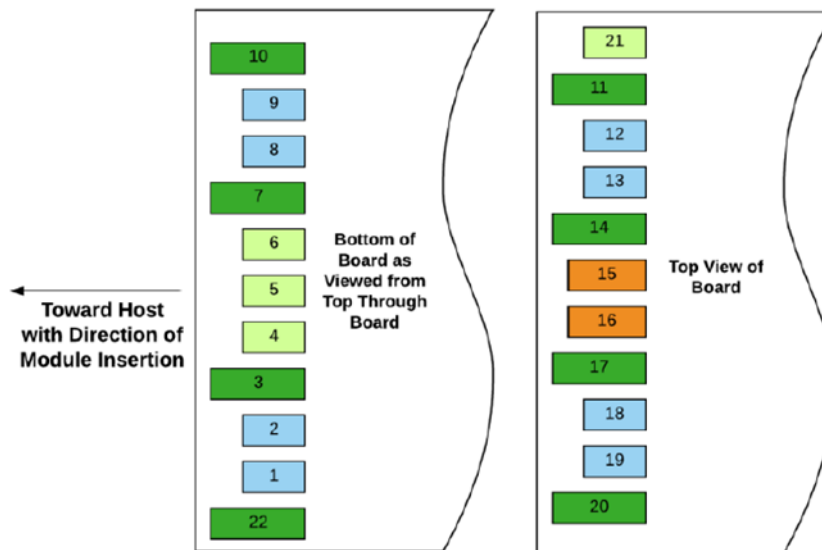 10
9
8
7
6
5
4
3
2
1
22
Bottom of
Board as
Viewed from
Top Through
Board
Toward Host
with Direction of
Module Insertion
21
11
12
13
14
15
16
17
18
19
20
Top View of
Board